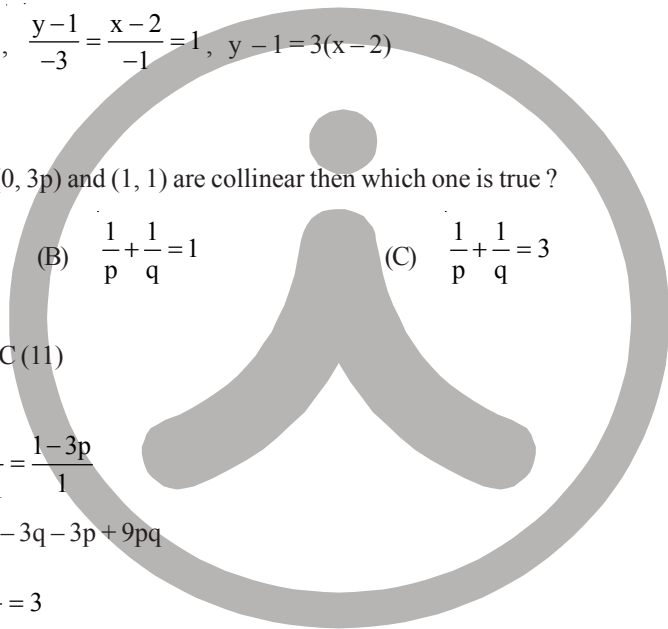 , y−1/−3 = x−2/−1 = 1 , y − 1 = 3(x − 2)
0, 3p) and (1, 1) are collinear then which one is true ?
(B) 1/p + 1/q = 1 (C) 1/p + 1/q = 3
C (11)
= 1−3p/1
− 3q − 3p + 9pq
= 3